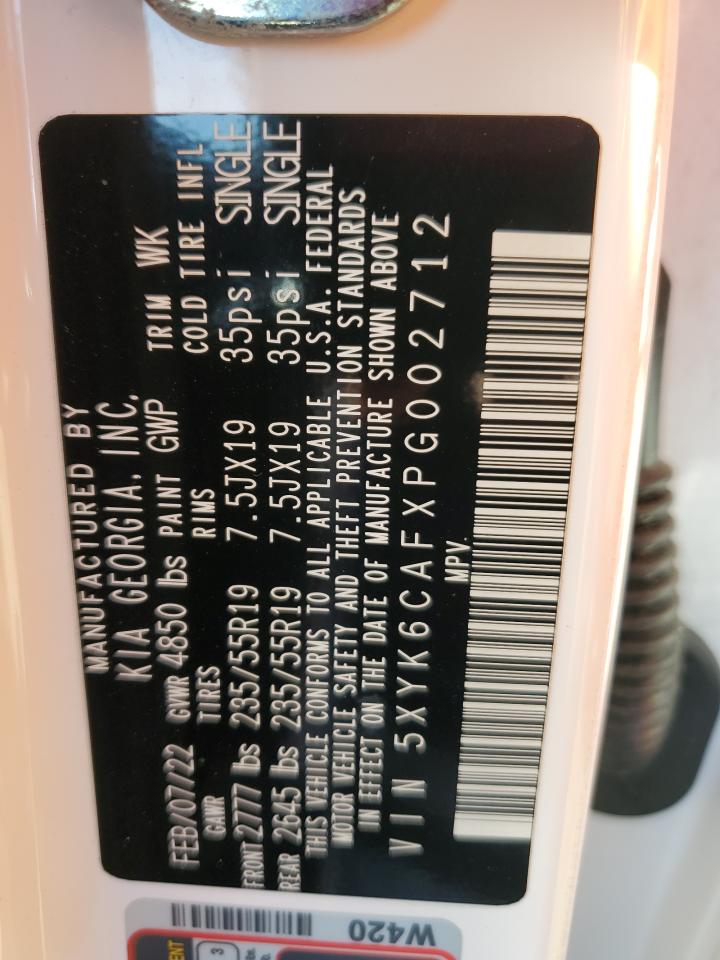 MANUFACTURED BY
KIA GEORGIA, INC.
FEB/07/22 GVWR 4850 lbs PAINT GWP TRIM WK
GAWR TIRES RIMS COLD TIRE INFL
FRONT 2777 lbs 235/55R19 7.5JX19 35psi SINGLE
REAR 2645 lbs 235/55R19 7.5JX19 35psi SINGLE
THIS VEHICLE CONFORMS TO ALL APPLICABLE U.S.A. FEDERAL
MOTOR VEHICLE SAFETY AND THEFT PREVENTION STANDARDS
IN EFFECT ON THE DATE OF MANUFACTURE SHOWN ABOVE
VIN 5XYK6CAFXPG002712
MPV
W420
3